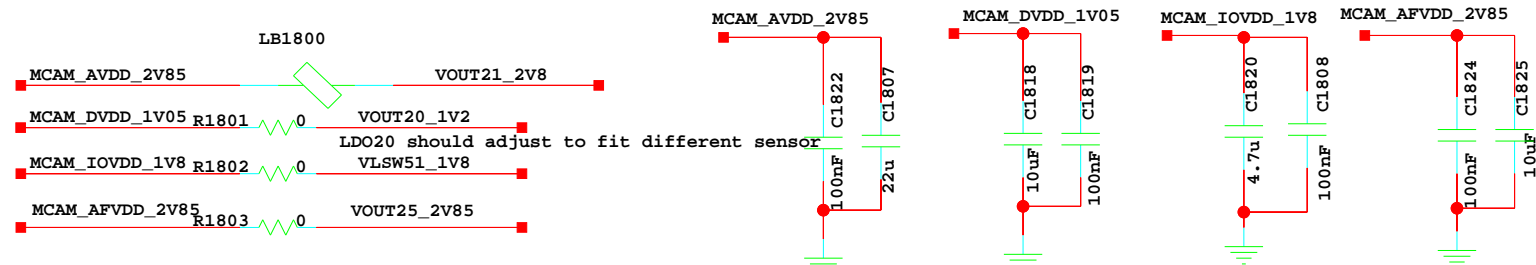 LB1800
MCAM_AVDD_2V85 VOUT21_2V8
MCAM_DVDD_1V05 R1801 0 VOUT20_1V2
LDO20 should adjust to fit different sensor
MCAM_IOVDD_1V8 R1802 0 VLSW51_1V8
MCAM_AFVDD_2V85 R1803 0 VOUT25_2V85
MCAM_AVDD_2V85
C1822
100nF
C1807
22u
MCAM_DVDD_1V05
C1818
10uF
C1819
100nF
MCAM_IOVDD_1V8
C1820
4.7u
C1808
100nF
MCAM_AFVDD_2V85
C1824
100nF
C1825
10uF